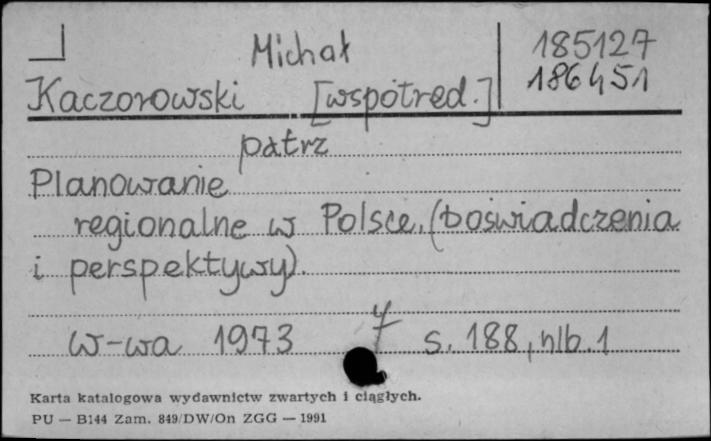 Michał 185127
Kaczorowski [współred.] 186451
patrz
Planowanie
regionalne w Polsce. (Doświadczenia
i perspektywy).
W-wa 1973 s. 188, nlb. 1
Karta katalogowa wydawnictw zwartych i ciągłych.
PU — B144 Zam. 849/DW/On ZGG — 1991